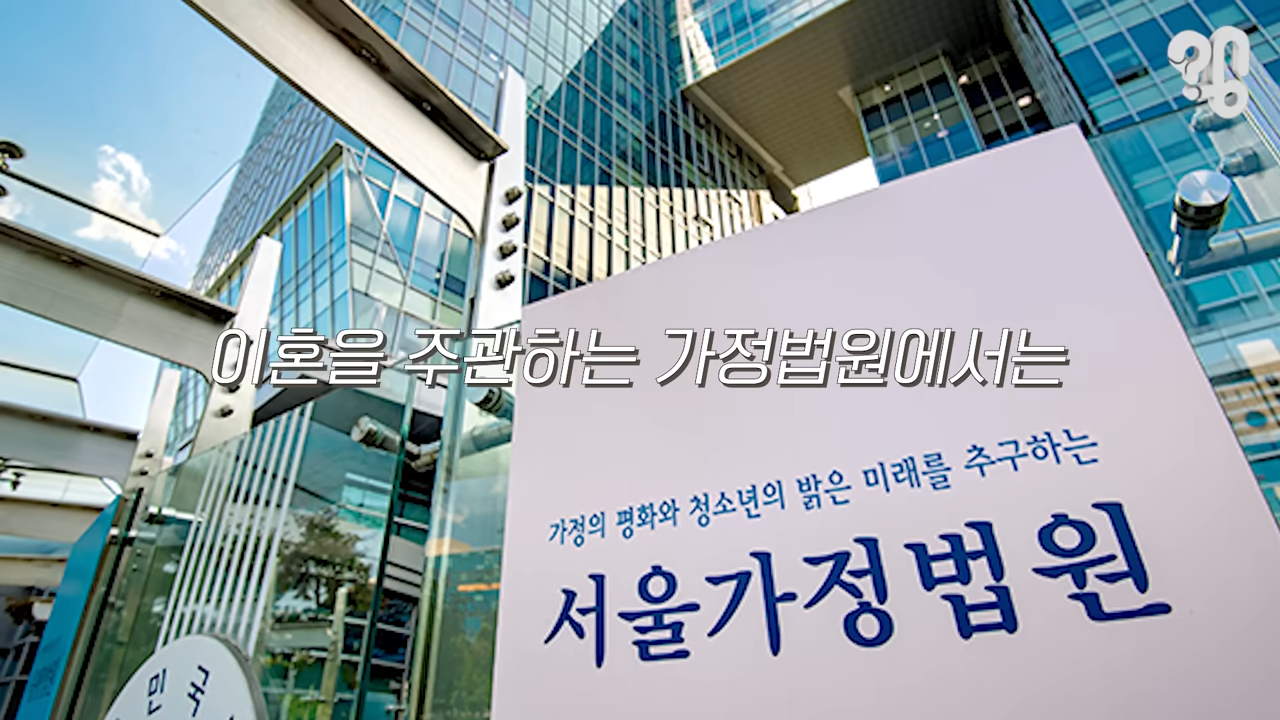 이혼을 주관하는 가정법원에서는
가정의 평화와 청소년의 밝은 미래를 추구하는
서울가정법원
민국